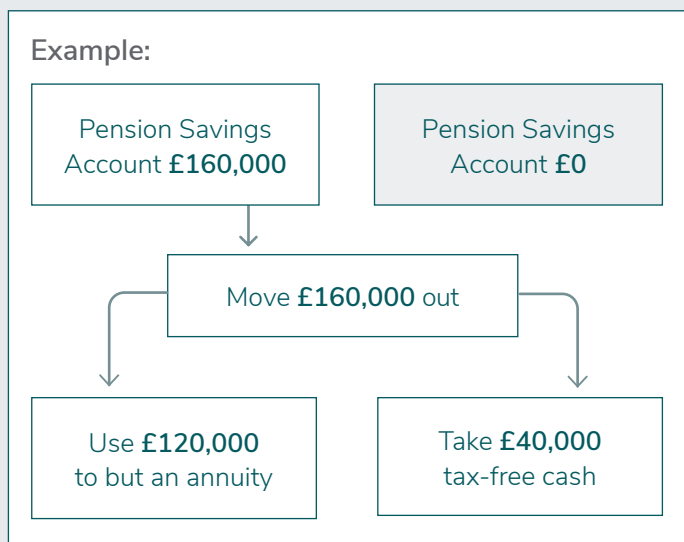 Example:
Pension Savings
Account £160,000
Pension Savings
Account £0
Move £160,000 out
Use £120,000
to but an annuity
Take £40,000
tax-free cash